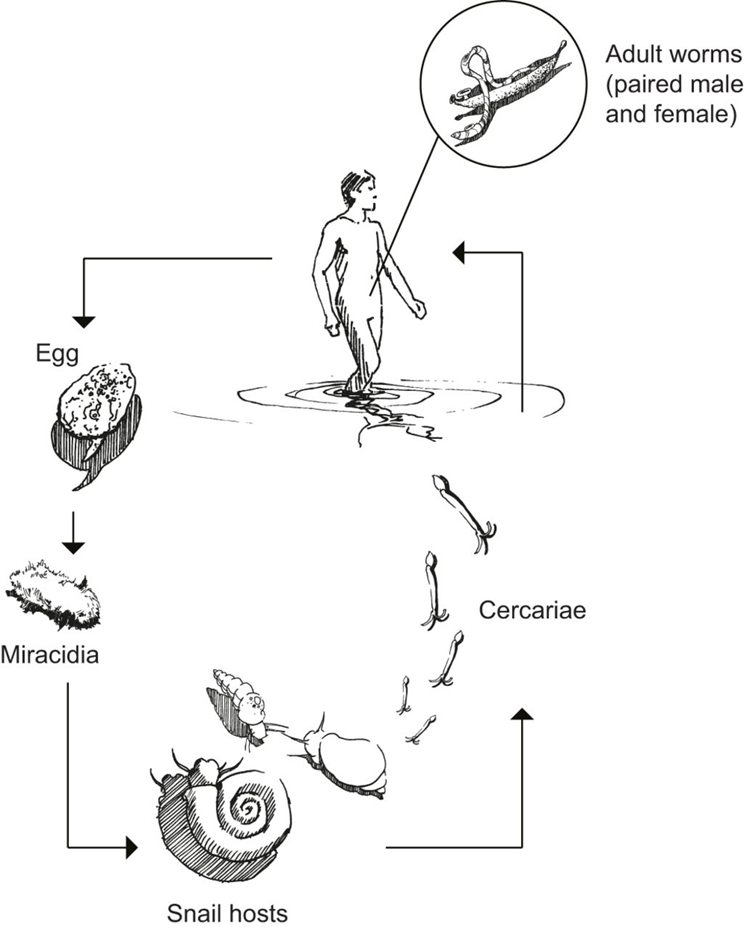 Adult worms
(paired male
and female)
Egg
Miracidia
Cercariae
Snail hosts